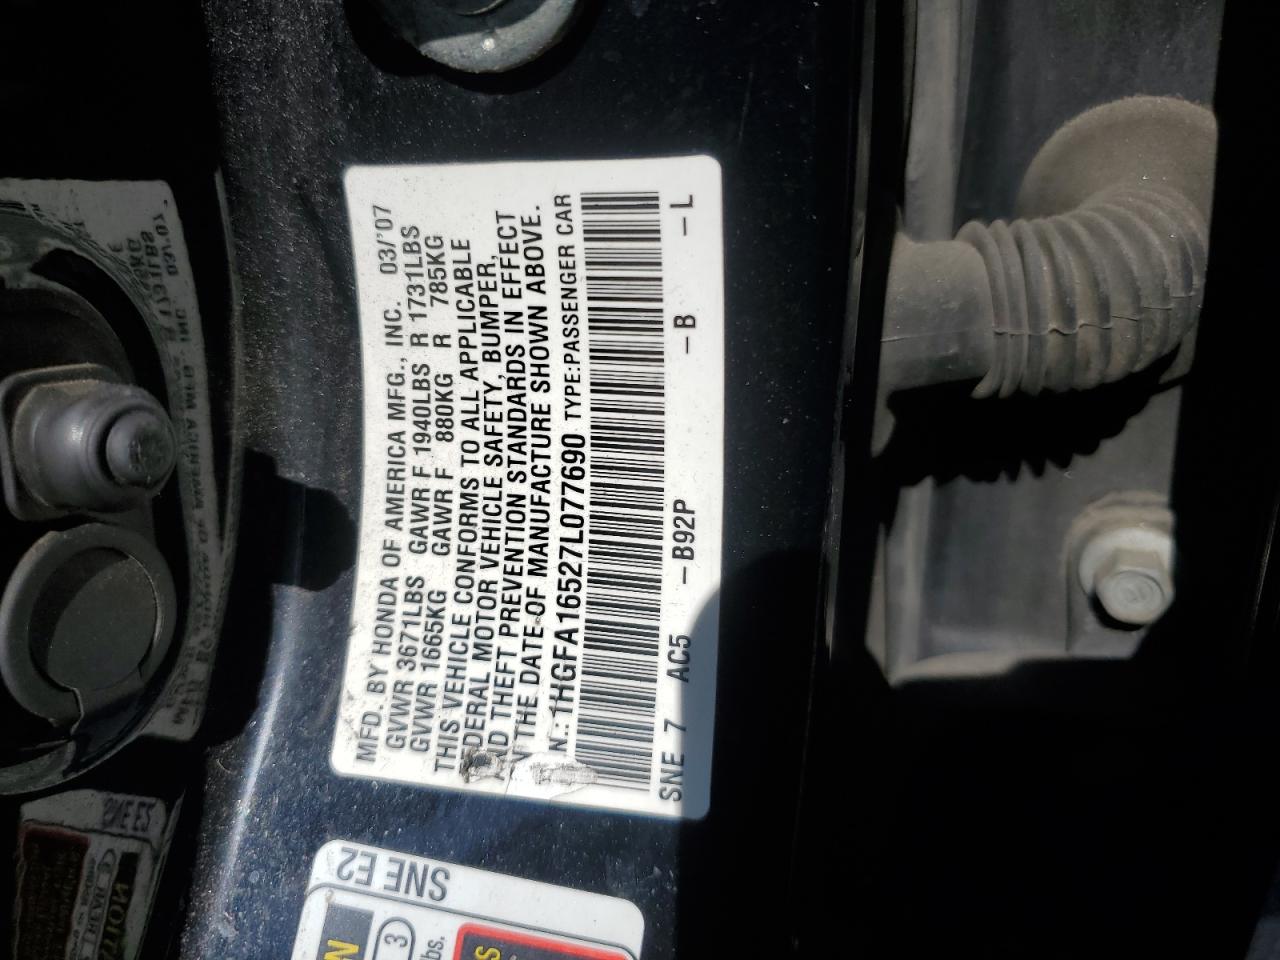 MFD. BY HONDA OF AMERICA MFG., INC. 03/'07
GVWR 3671LBS GAWR F 1940LBS R 1731LBS
GVWR 1665KG GAWR F 880KG R 785KG
THIS VEHICLE CONFORMS TO ALL APPLICABLE
DERAL MOTOR VEHICLE SAFETY, BUMPER,
AND THEFT PREVENTION STANDARDS IN EFFECT
N THE DATE OF MANUFACTURE SHOWN ABOVE.
N.: 1HGFA16527L077690 TYPE:PASSENGER CAR
SNE 7 AC5 – B92P – B – L
SNE E2
3